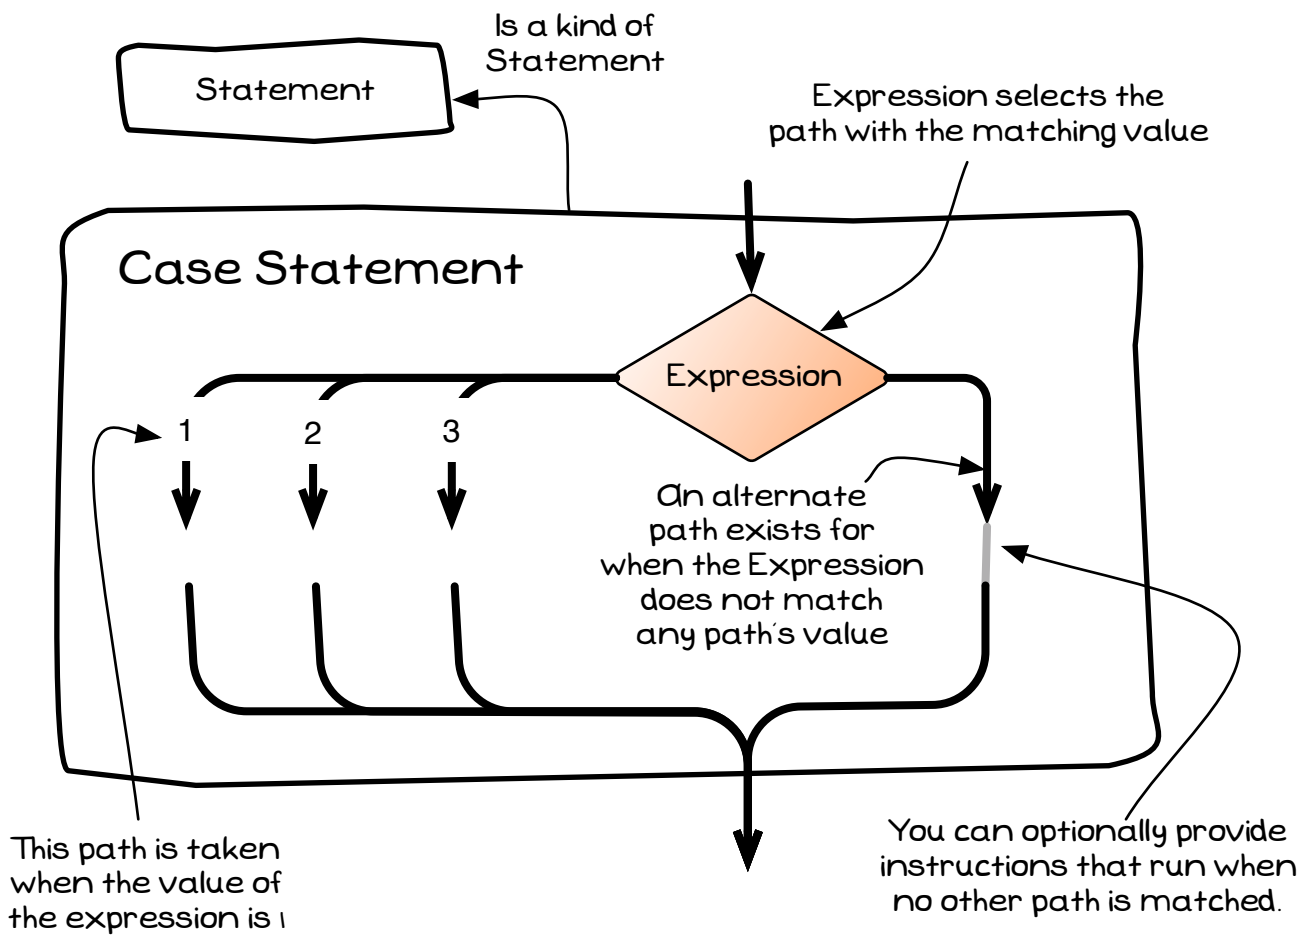 Is a kind of
Statement
Statement
Expression selects the
path with the matching value
Case Statement
Expression
1
2
3
An alternate
path exists for
when the Expression
does not match
any path's value
This path is taken
when the value of
the expression is 1
You can optionally provide
instructions that run when
no other path is matched.